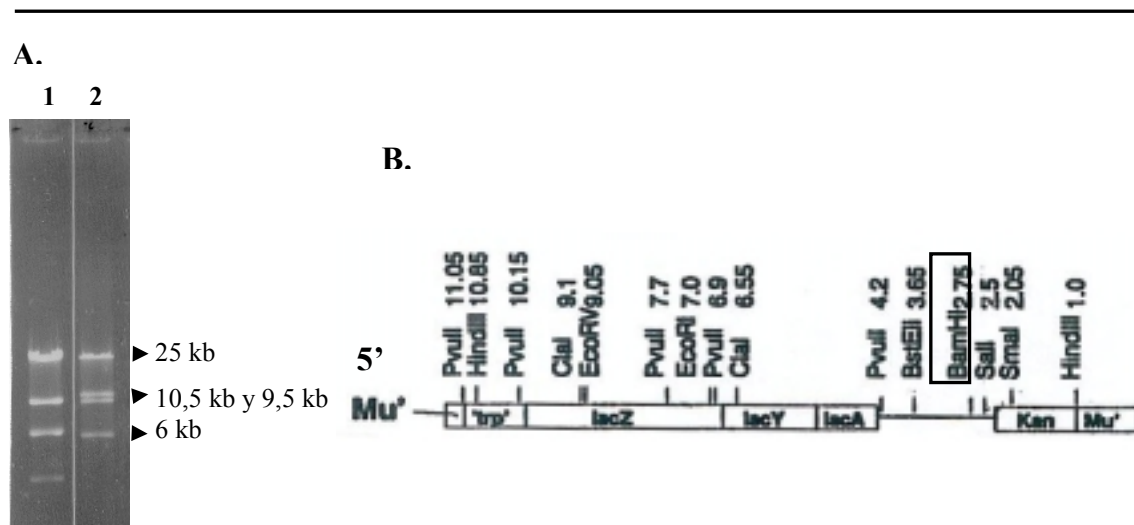 A.
1 2
25 kb
10,5 kb y 9,5 kb
6 kb
B.
PvuII 11.05
HindIII 10.85
PvuII 10.15
ClaI 9.1
EcoRV 9.05
PvuII 7.7
EcoRI 7.0
PvuII 6.9
ClaI 6.55
PvuII 4.2
BstEII 3.65
BamHI 2.75
SalI 2.5
SmaI 2.05
HindIII 1.0
5’
Mu' 'trp' lacZ lacY lacA Kan Mu'